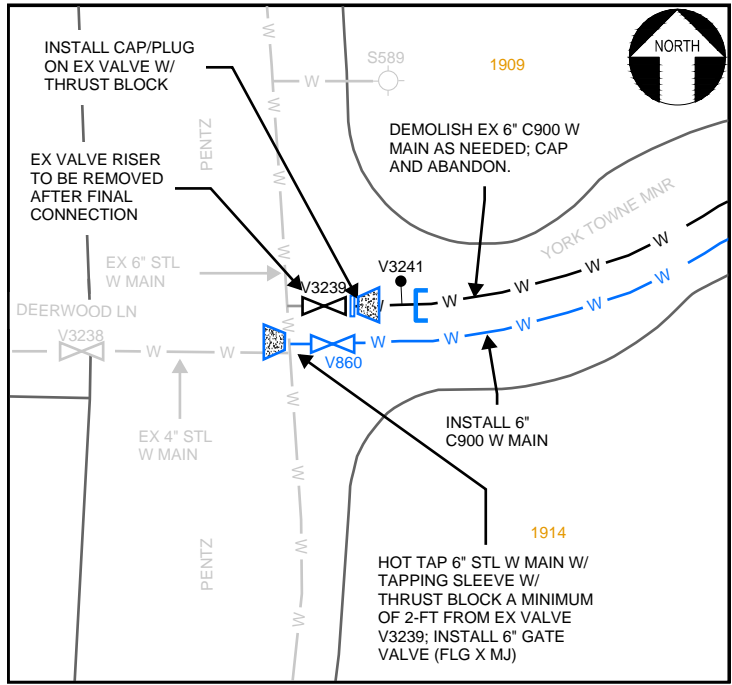 INSTALL CAP/PLUG
ON EX VALVE W/
THRUST BLOCK
S589
1909
NORTH
W
PENTZ
DEMOLISH EX 6" C900 W
MAIN AS NEEDED; CAP
AND ABANDON.
EX VALVE RISER
TO BE REMOVED
AFTER FINAL
CONNECTION
W
W
YORK TOWNE MNR
W
EX 6" STL
W MAIN
W
V3239
V3241
W
W
W
W
W
DEERWOOD LN
V3238
W
W
W
V860
W
W
W
W
EX 4" STL
W MAIN
INSTALL 6"
C900 W MAIN
W
W
1914
PENTZ
HOT TAP 6" STL W MAIN W/
TAPPING SLEEVE W/
THRUST BLOCK A MINIMUM
OF 2-FT FROM EX VALVE
V3239; INSTALL 6" GATE
VALVE (FLG X MJ)
W
W